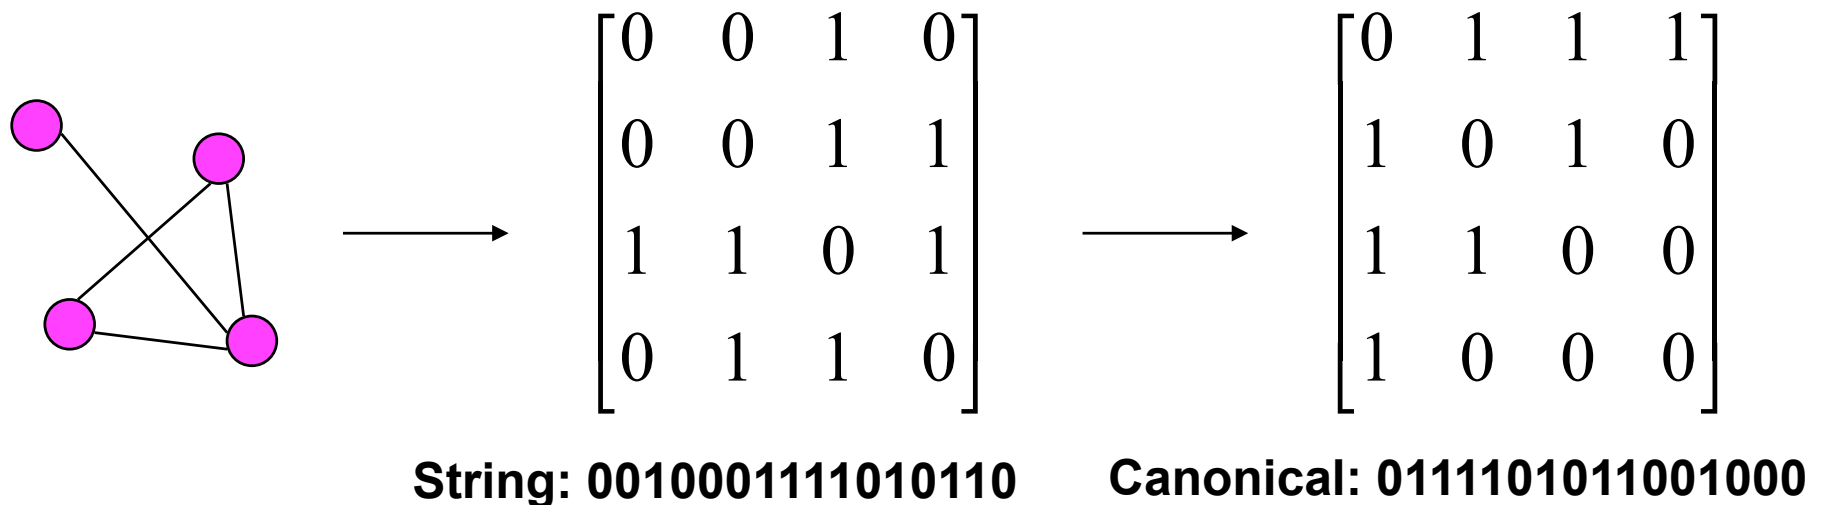 0 0 1 0
0 0 1 1
1 1 0 1
0 1 1 0
0 1 1 1
1 0 1 0
1 1 0 0
1 0 0 0
String: 0010001111010110
Canonical: 0111101011001000